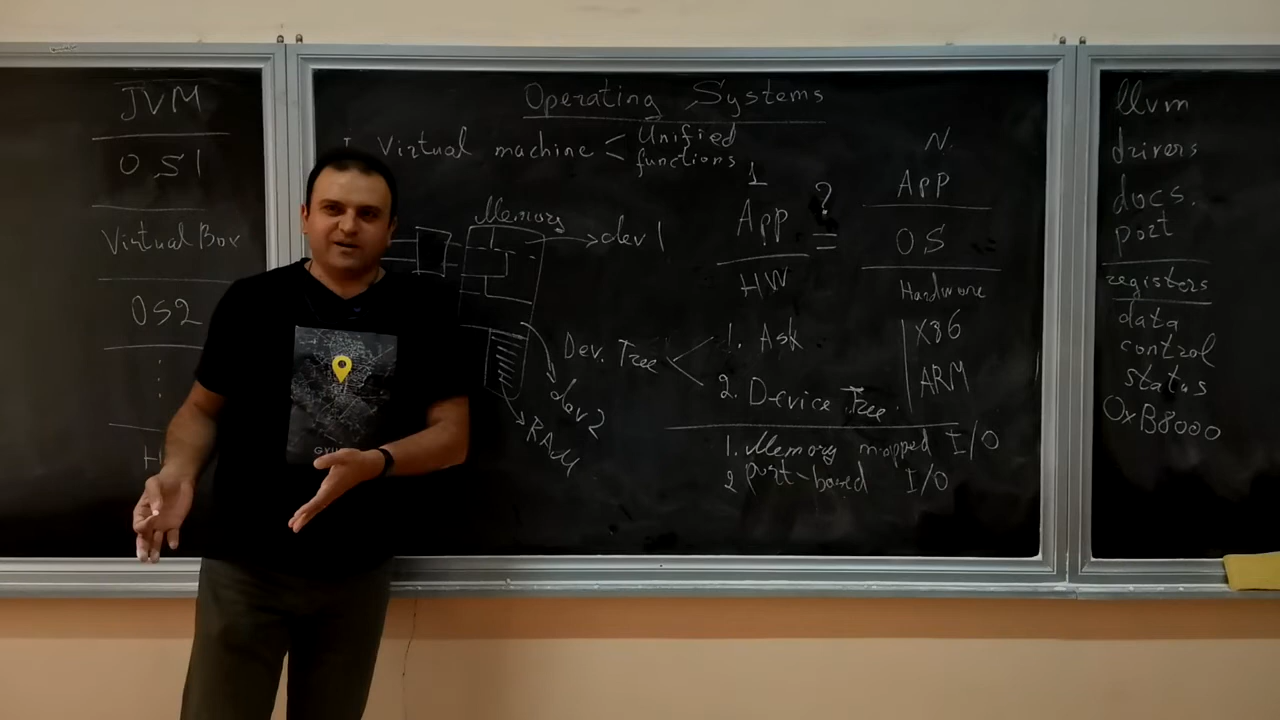 JVM
OS1
VirtualBox
OS2
H
Operating Systems
I. Virtual machine < Unified
functions
Memory
dev1
dev2
RAM
1
App
HW
?
=
N.
App
OS
Hardware
X86
ARM
Dev. Tree
1. Ask
2. Device Tree.
1. Memory mapped I/O
2 port-based I/O
llvm
drivers
docs.
port
registers
data
control
status
0xB8000
GYU